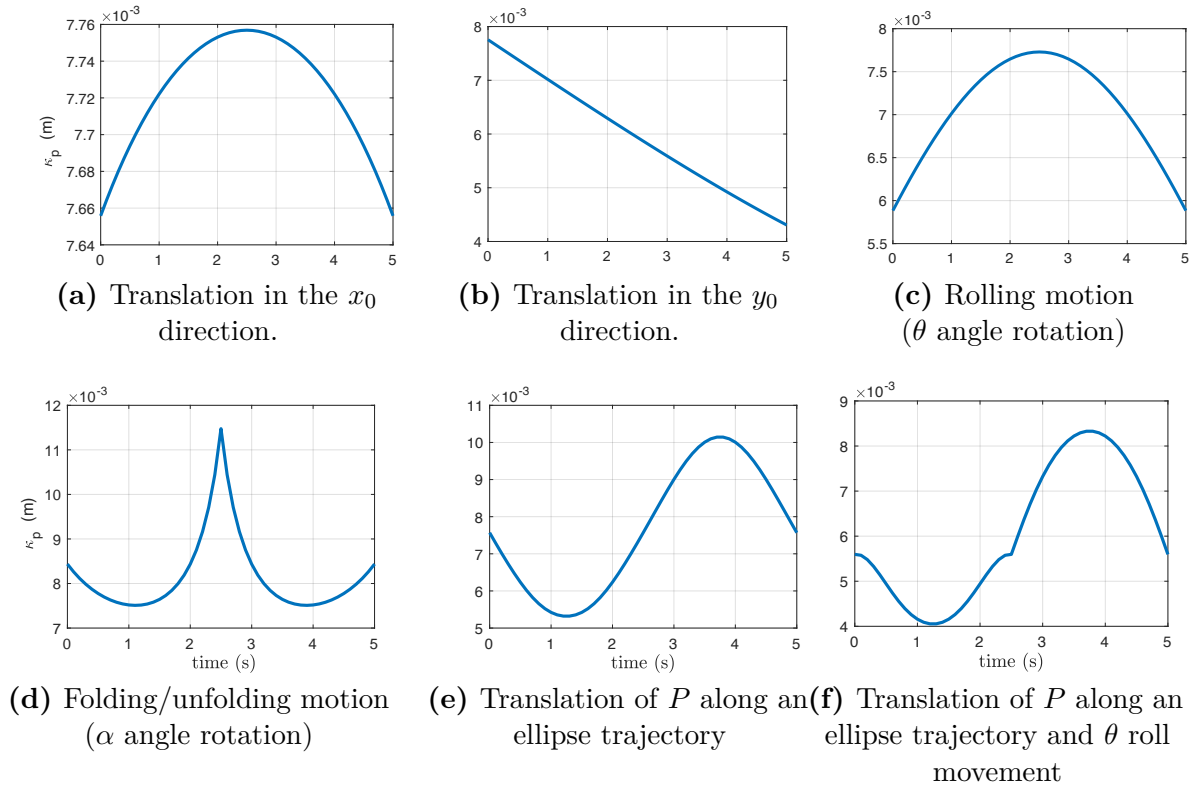 ×10⁻³
7.76
7.74
7.72
7.7
7.68
7.66
7.64
κₚ (m)
0 1 2 3 4 5
(a) Translation in the x₀
direction.
×10⁻³
8
7
6
5
4
0 1 2 3 4 5
(b) Translation in the y₀
direction.
×10⁻³
8
7.5
7
6.5
6
5.5
0 1 2 3 4 5
(c) Rolling motion
(θ angle rotation)
×10⁻³
12
11
10
9
8
7
κₚ (m)
0 1 2 3 4 5
time (s)
(d) Folding/unfolding motion
(α angle rotation)
×10⁻³
11
10
9
8
7
6
5
0 1 2 3 4 5
time (s)
(e) Translation of P along an
ellipse trajectory
×10⁻³
9
8
7
6
5
4
0 1 2 3 4 5
time (s)
(f) Translation of P along an
ellipse trajectory and θ roll
movement